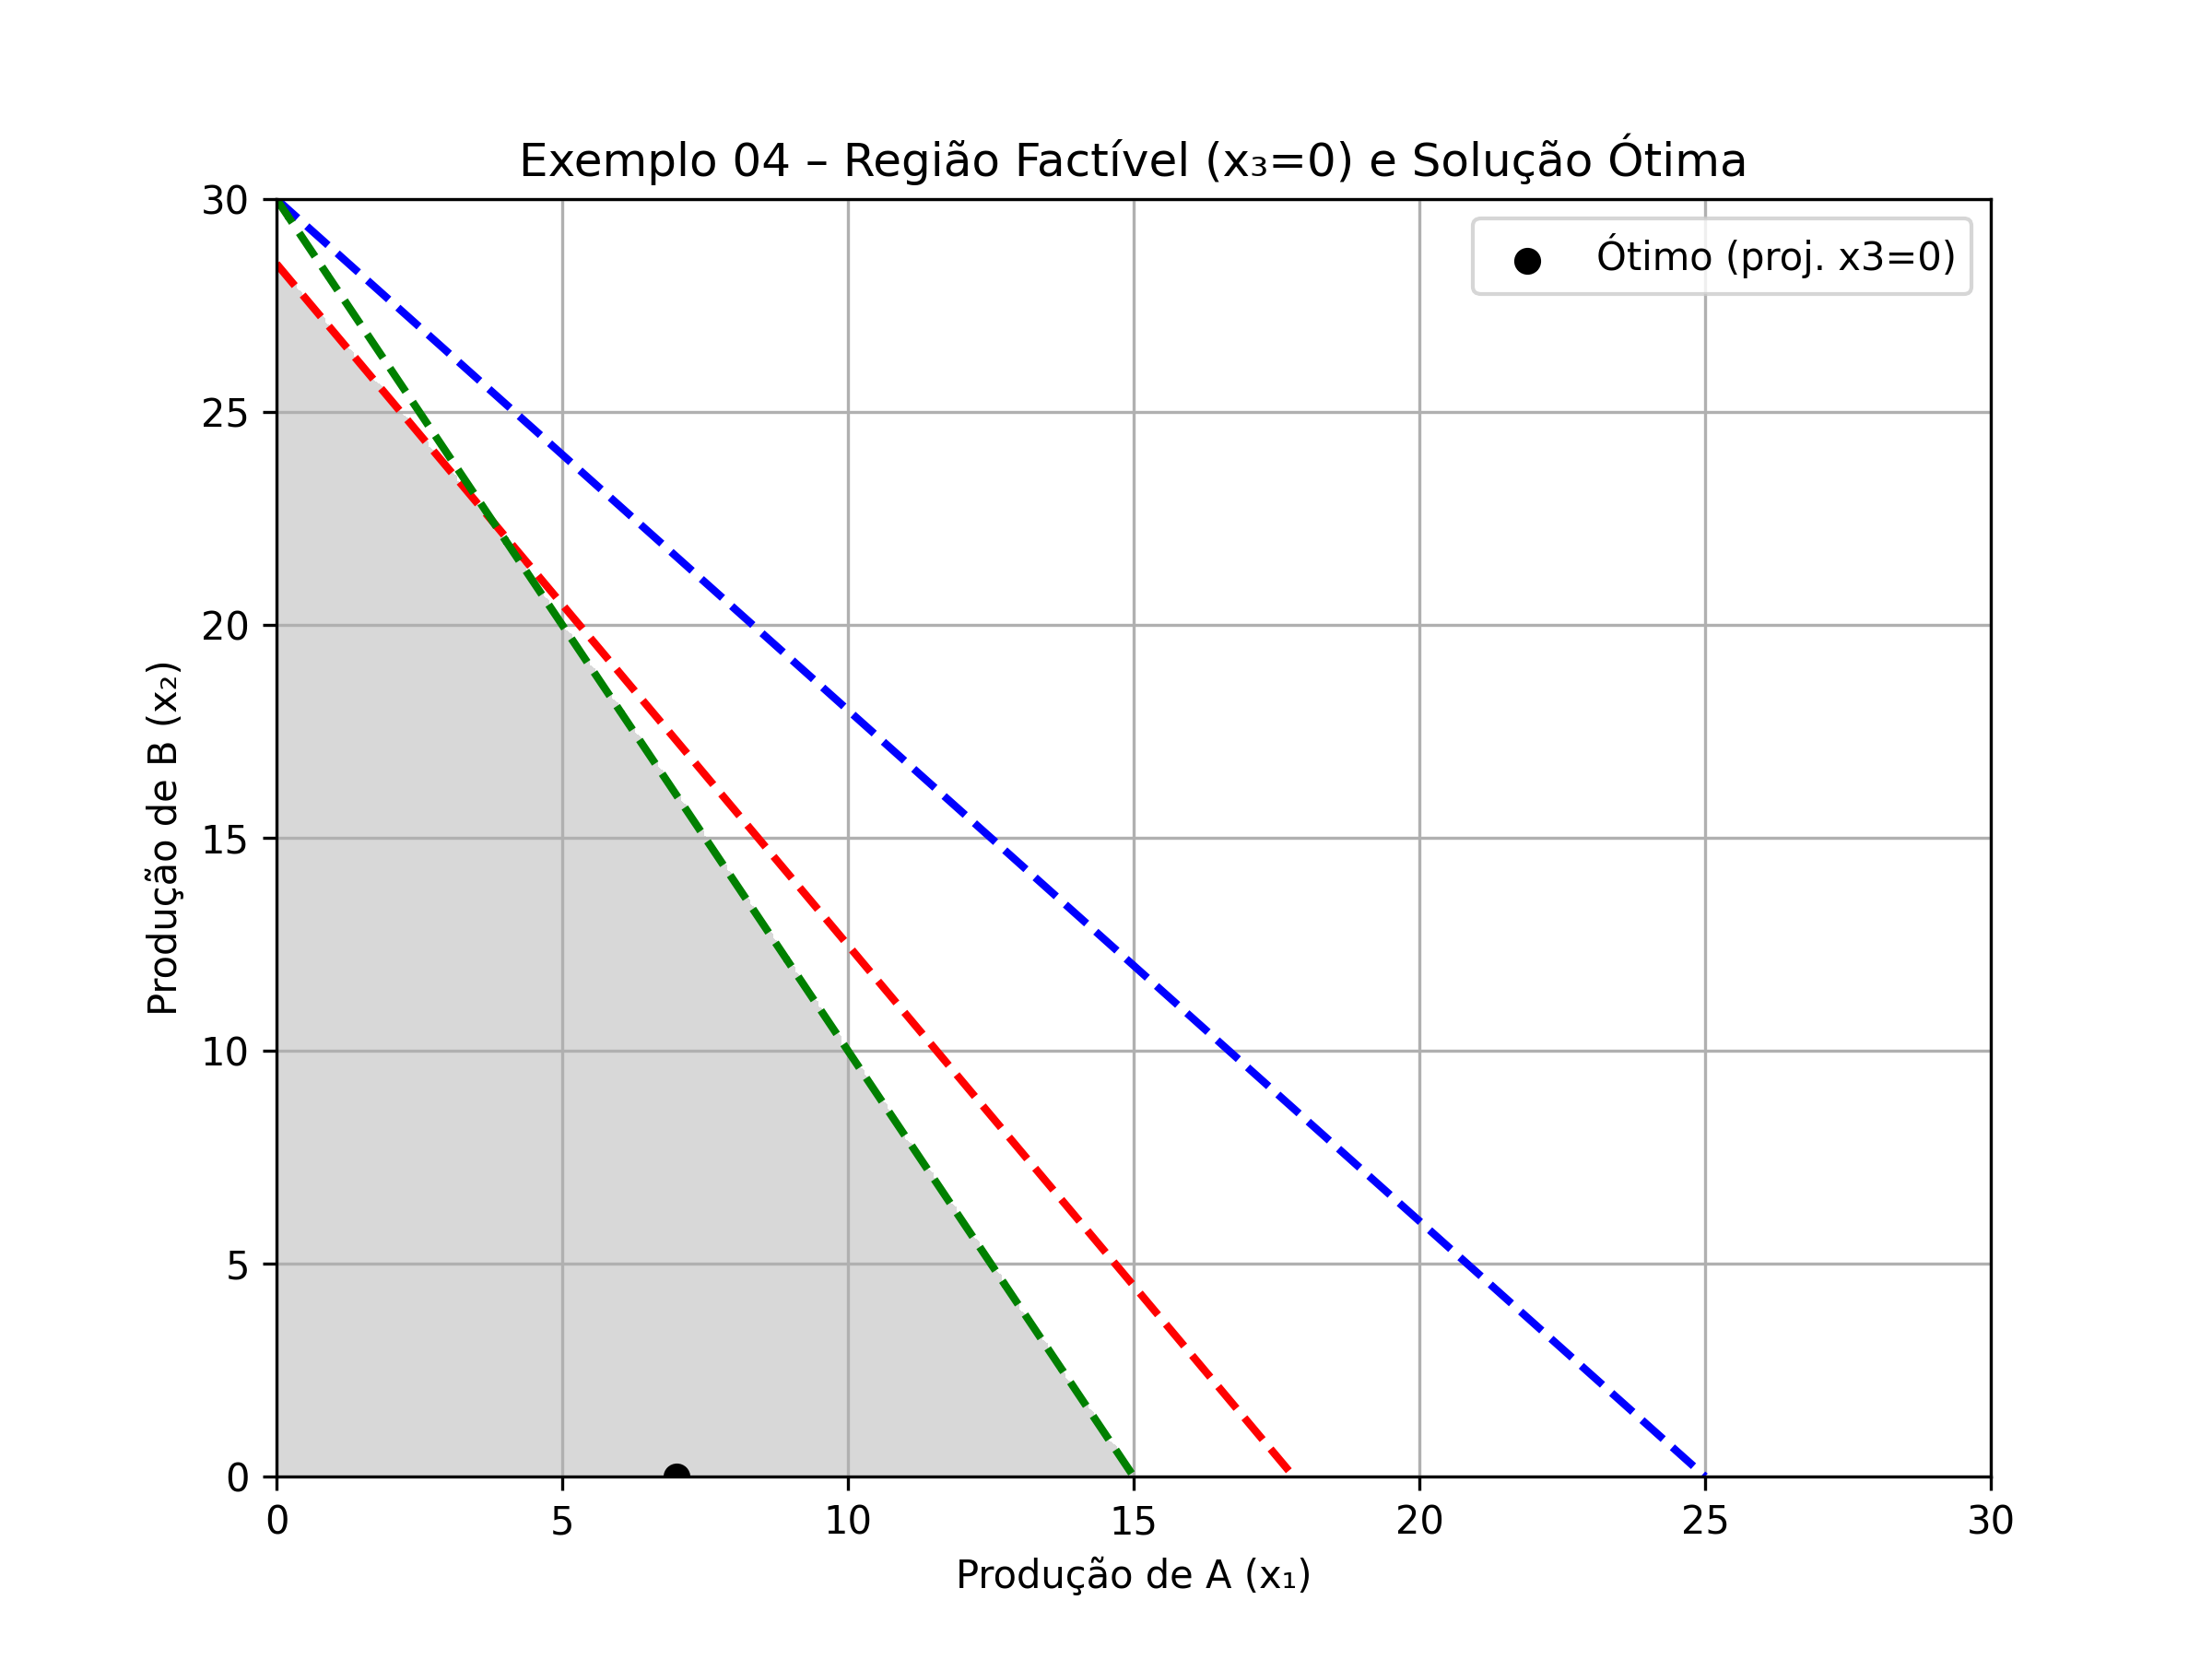 Exemplo 04 – Região Factível (x₃=0) e Solução Ótima
Ótimo (proj. x3=0)
30
25
20
15
10
5
0
Produção de B (x₂)
0 5 10 15 20 25 30
Produção de A (x₁)